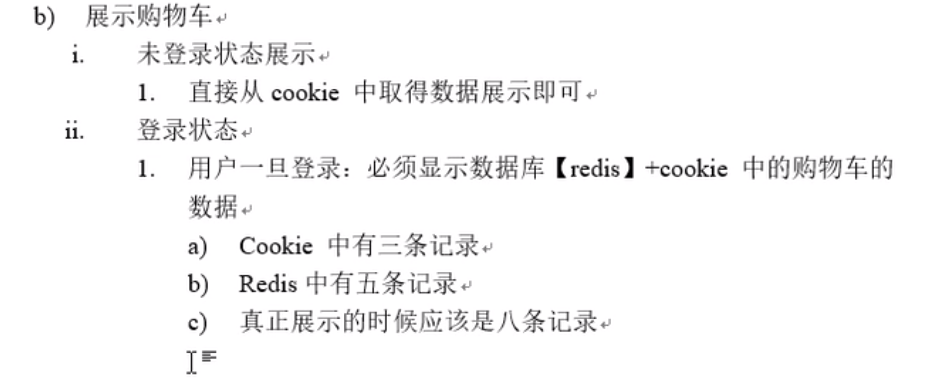 b) 展示购物车
i. 未登录状态展示
1. 直接从 cookie 中取得数据展示即可
ii. 登录状态
1. 用户一旦登录：必须显示数据库【redis】+cookie 中的购物车的
数据
a) Cookie 中有三条记录
b) Redis 中有五条记录
c) 真正展示的时候应该是八条记录